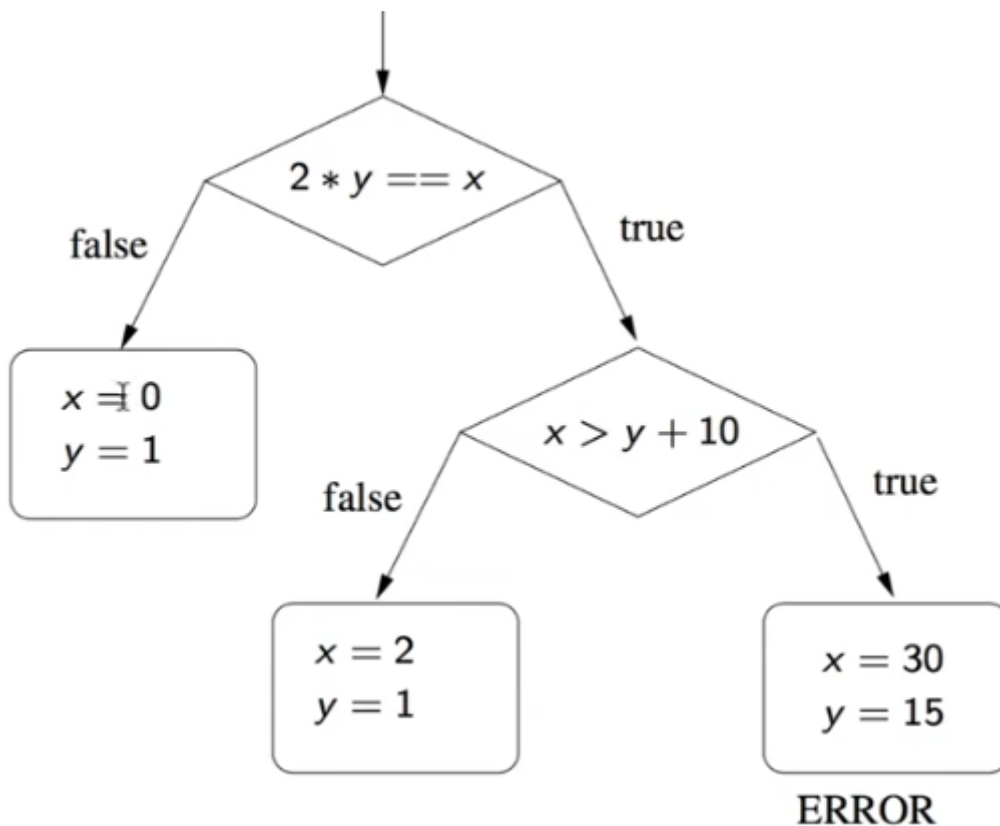 2 * y == x
false
true
x = 0
y = 1
x > y + 10
false
true
x = 2
y = 1
x = 30
y = 15
ERROR